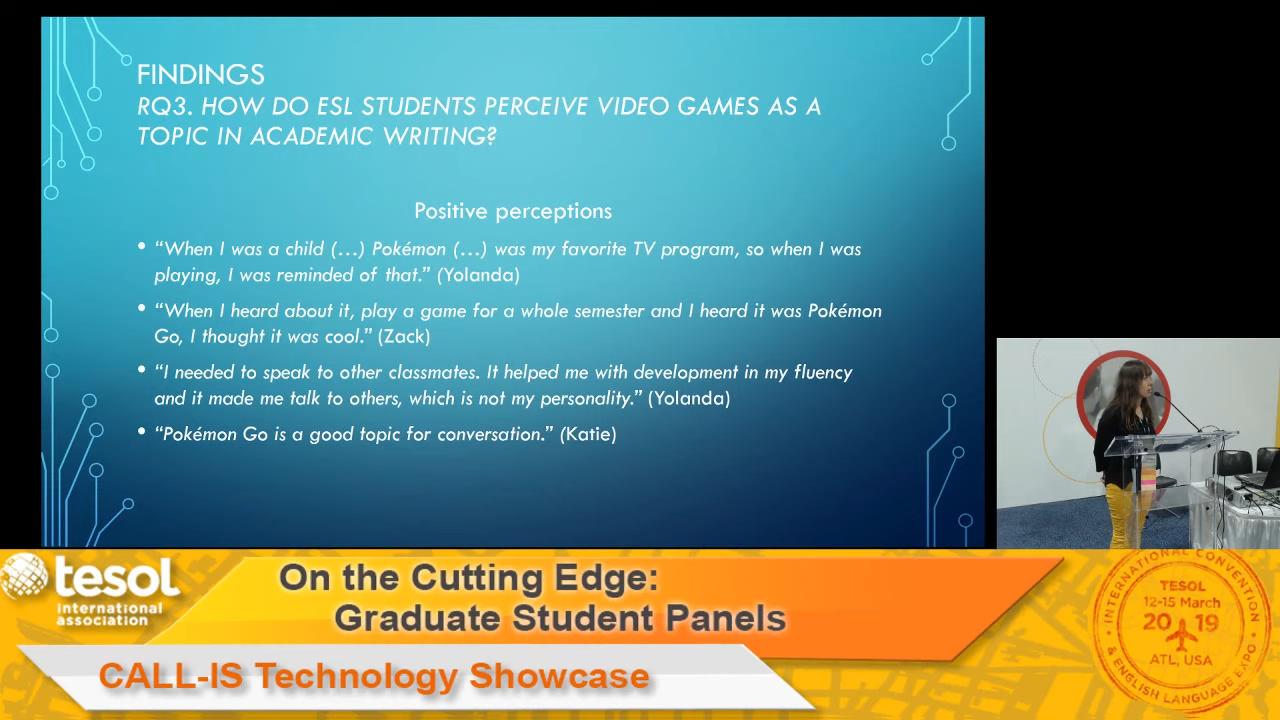 FINDINGS
RQ3. HOW DO ESL STUDENTS PERCEIVE VIDEO GAMES AS A
TOPIC IN ACADEMIC WRITING?
Positive perceptions
• “When I was a child (…) Pokémon (…) was my favorite TV program, so when I was
playing, I was reminded of that.” (Yolanda)
• “When I heard about it, play a game for a whole semester and I heard it was Pokémon
Go, I thought it was cool.” (Zack)
• “I needed to speak to other classmates. It helped me with development in my fluency
and it made me talk to others, which is not my personality.” (Yolanda)
• “Pokémon Go is a good topic for conversation.” (Katie)
tesol
international
association
On the Cutting Edge:
Graduate Student Panels
CALL-IS Technology Showcase
INTERNATIONAL CONVENTION
TESOL
12-15 March
20 19
ATL, USA
& ENGLISH LANGUAGE EXPO